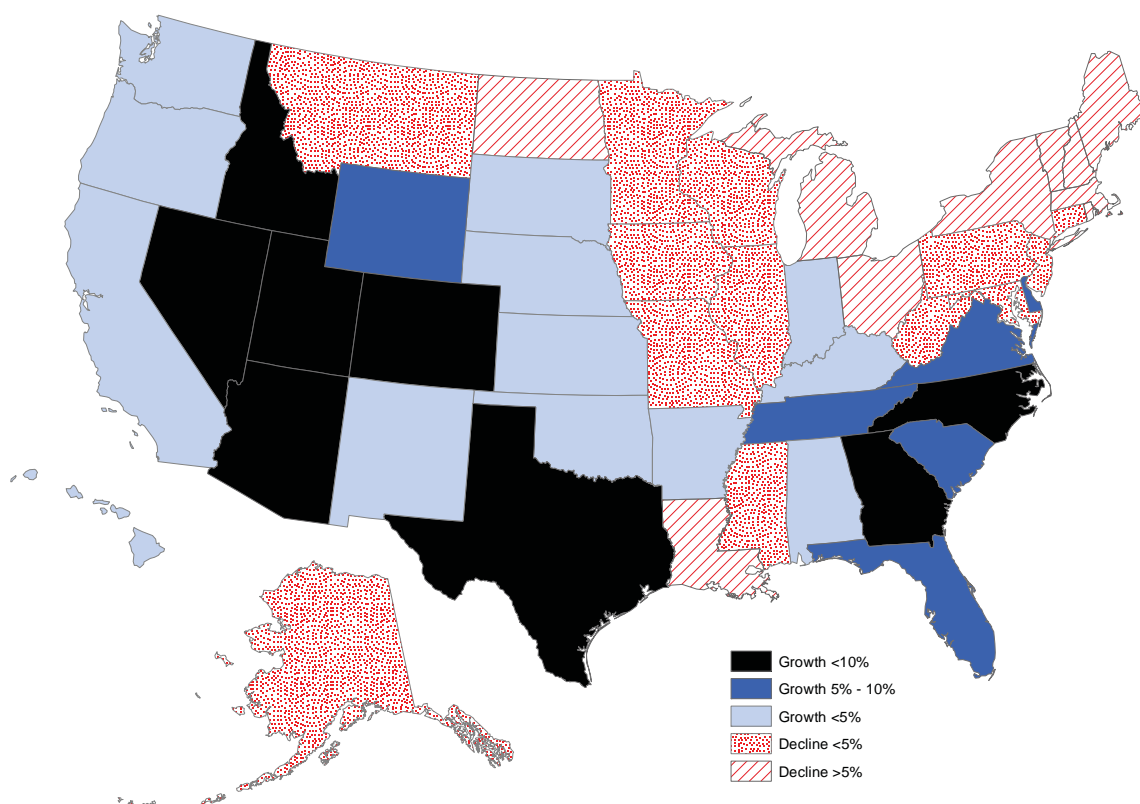 Growth <10%
Growth 5% - 10%
Growth <5%
Decline <5%
Decline >5%